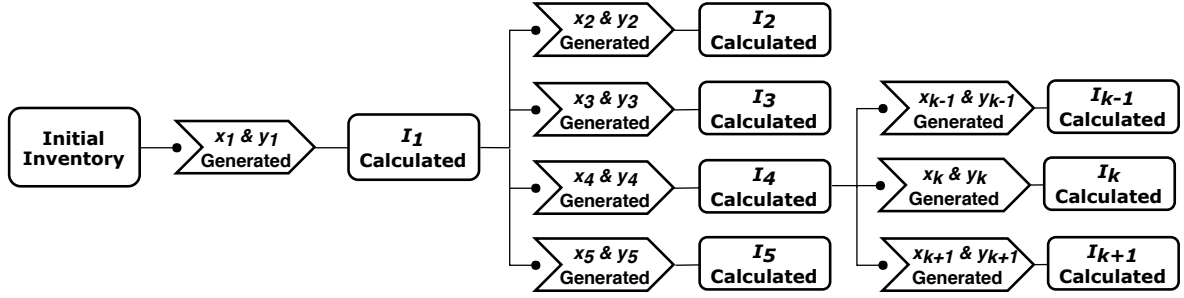 Initial
Inventory
x1 & y1
Generated
I1
Calculated
x2 & y2
Generated
I2
Calculated
x3 & y3
Generated
I3
Calculated
x4 & y4
Generated
I4
Calculated
x5 & y5
Generated
I5
Calculated
xk-1 & yk-1
Generated
Ik-1
Calculated
xk & yk
Generated
Ik
Calculated
xk+1 & yk+1
Generated
Ik+1
Calculated